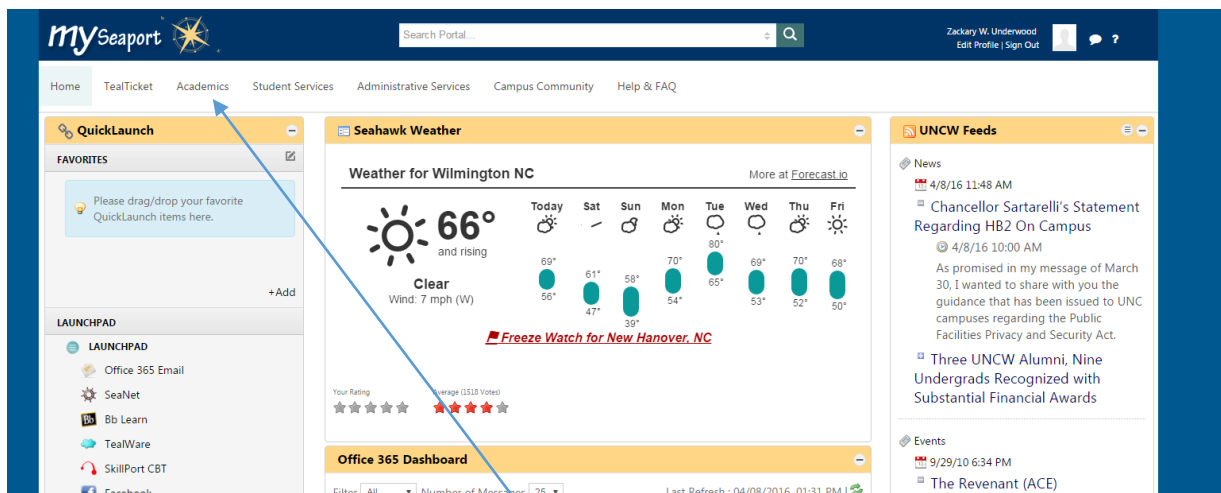 my Seaport
Search Portal...
Zackary W. Underwood
Edit Profile | Sign Out
?
Home TealTicket Academics Student Services Administrative Services Campus Community Help & FAQ
QuickLaunch
FAVORITES
Please drag/drop your favorite
QuickLaunch items here.
+Add
LAUNCHPAD
LAUNCHPAD
Office 365 Email
SeaNet
Bb Bb Learn
TealWare
SkillPort CBT
Facebook
Seahawk Weather
Weather for Wilmington NC More at Forecast.io
66°
and rising
Clear
Wind: 7 mph (W)
Today Sat Sun Mon Tue Wed Thu Fri
69° 61° 58° 70° 80° 69° 70° 68°
56° 47° 39° 54° 65° 53° 52° 50°
Freeze Watch for New Hanover, NC
Your Rating Average (1518 Votes)
Office 365 Dashboard
Filter All Number of Messages 25 Last Refresh : 04/08/2016, 01:31 PM |
UNCW Feeds
News
4/8/16 11:48 AM
Chancellor Sartarelli's Statement
Regarding HB2 On Campus
4/8/16 10:00 AM
As promised in my message of March
30, I wanted to share with you the
guidance that has been issued to UNC
campuses regarding the Public
Facilities Privacy and Security Act.
Three UNCW Alumni, Nine
Undergrads Recognized with
Substantial Financial Awards
Events
9/29/10 6:34 PM
The Revenant (ACE)